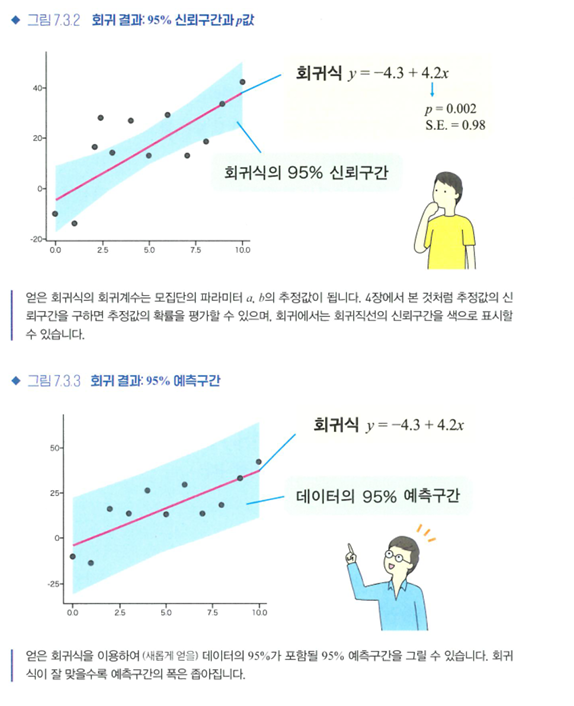 ◆ 그림 7.3.2 회귀 결과: 95% 신뢰구간과 p값
회귀식 y = −4.3 + 4.2x
p = 0.002
S.E. = 0.98
회귀식의 95% 신뢰구간
40
20
0
-20
0.0 2.5 5.0 7.5 10.0
얻은 회귀식의 회귀계수는 모집단의 파라미터 a, b의 추정값이 됩니다. 4장에서 본 것처럼 추정값의 신
뢰구간을 구하면 추정값의 확률을 평가할 수 있으며, 회귀에서는 회귀직선의 신뢰구간을 색으로 표시할
수 있습니다.
◆ 그림 7.3.3 회귀 결과: 95% 예측구간
회귀식 y = −4.3 + 4.2x
데이터의 95% 예측구간
50
25
0
-25
0.0 2.5 5.0 7.5 10.0
얻은 회귀식을 이용하여 (새롭게 얻을) 데이터의 95%가 포함될 95% 예측구간을 그릴 수 있습니다. 회귀
식이 잘 맞을수록 예측구간의 폭은 좁아집니다.